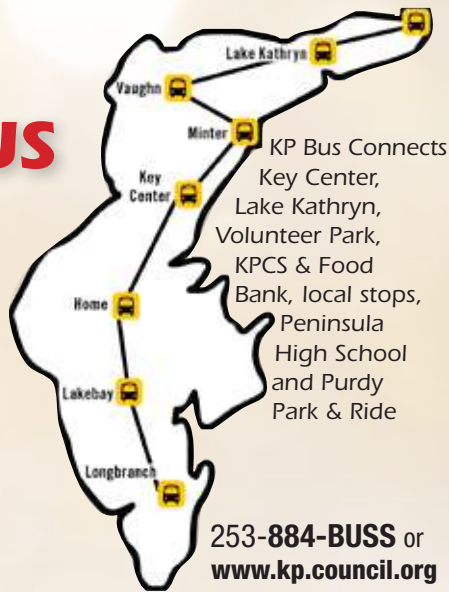 US
Lake Kathryn
Vaughn
Minter
Key
Center
Home
Lakebay
Longbranch
KP Bus Connects
Key Center,
Lake Kathryn,
Volunteer Park,
KPCS & Food
Bank, local stops,
Peninsula
High School
and Purdy
Park & Ride
253-884-BUSS or
www.kp.council.org